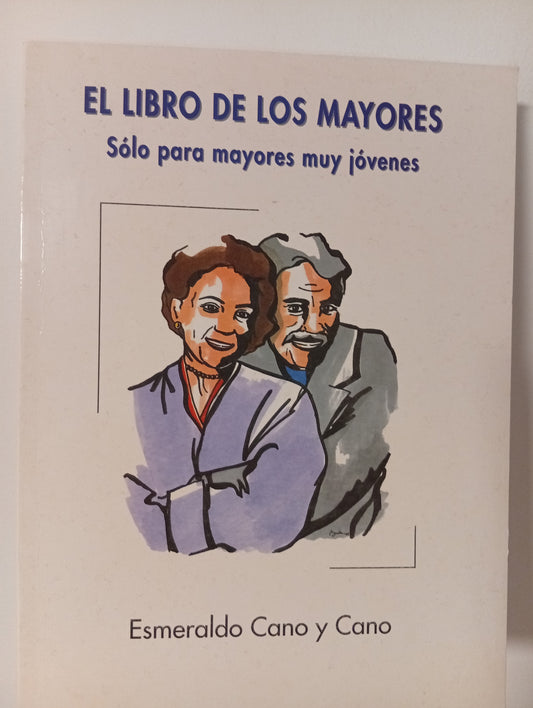 EL LIBRO DE LOS MAYORES
Sólo para mayores muy jóvenes
Esmeraldo Cano y Cano